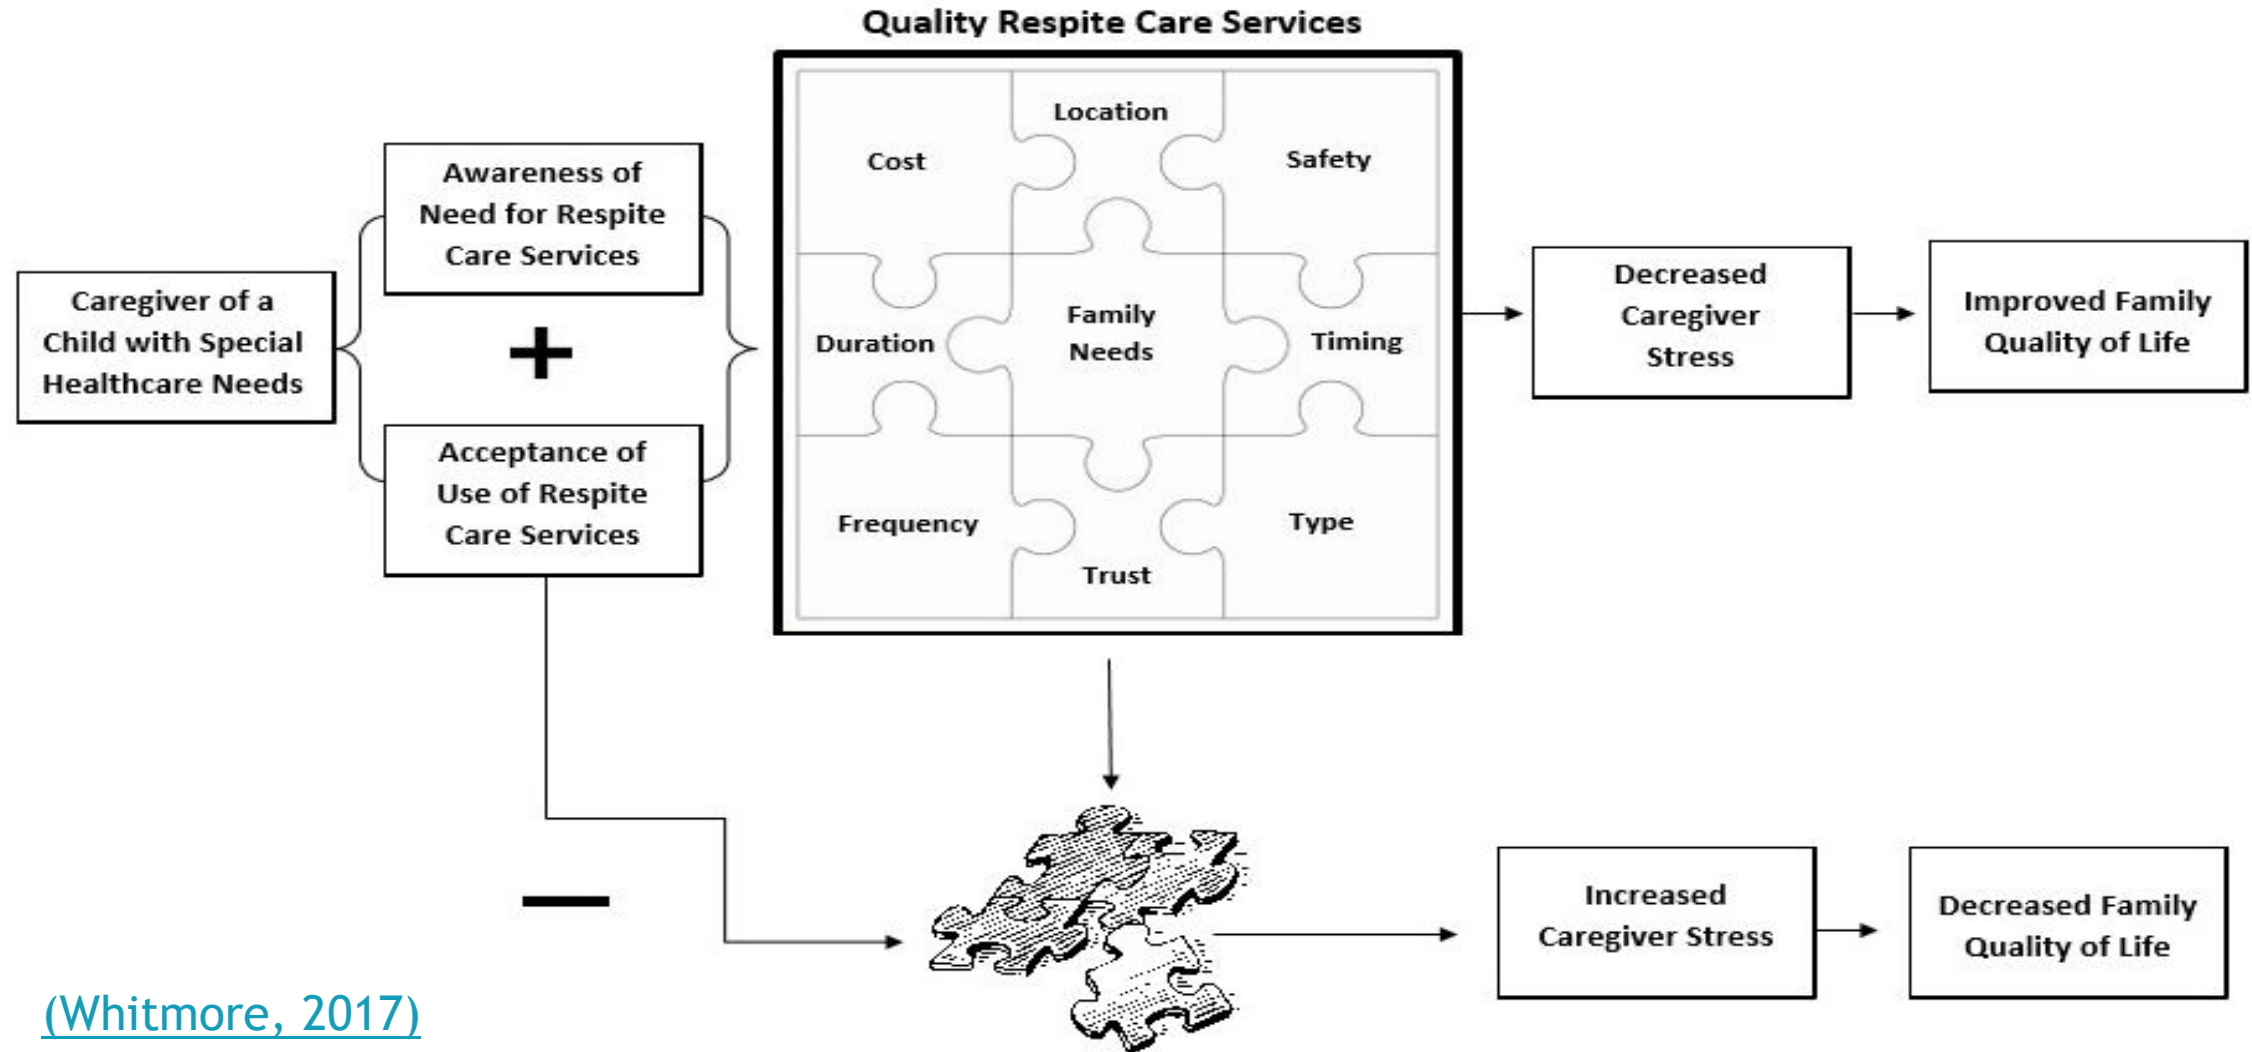 Quality Respite Care Services
Caregiver of a
Child with Special
Healthcare Needs
Awareness of
Need for Respite
Care Services
+
Acceptance of
Use of Respite
Care Services
Cost
Location
Safety
Duration
Family
Needs
Timing
Frequency
Trust
Type
Decreased
Caregiver
Stress
Improved Family
Quality of Life
—
Increased
Caregiver Stress
Decreased Family
Quality of Life
(Whitmore, 2017)